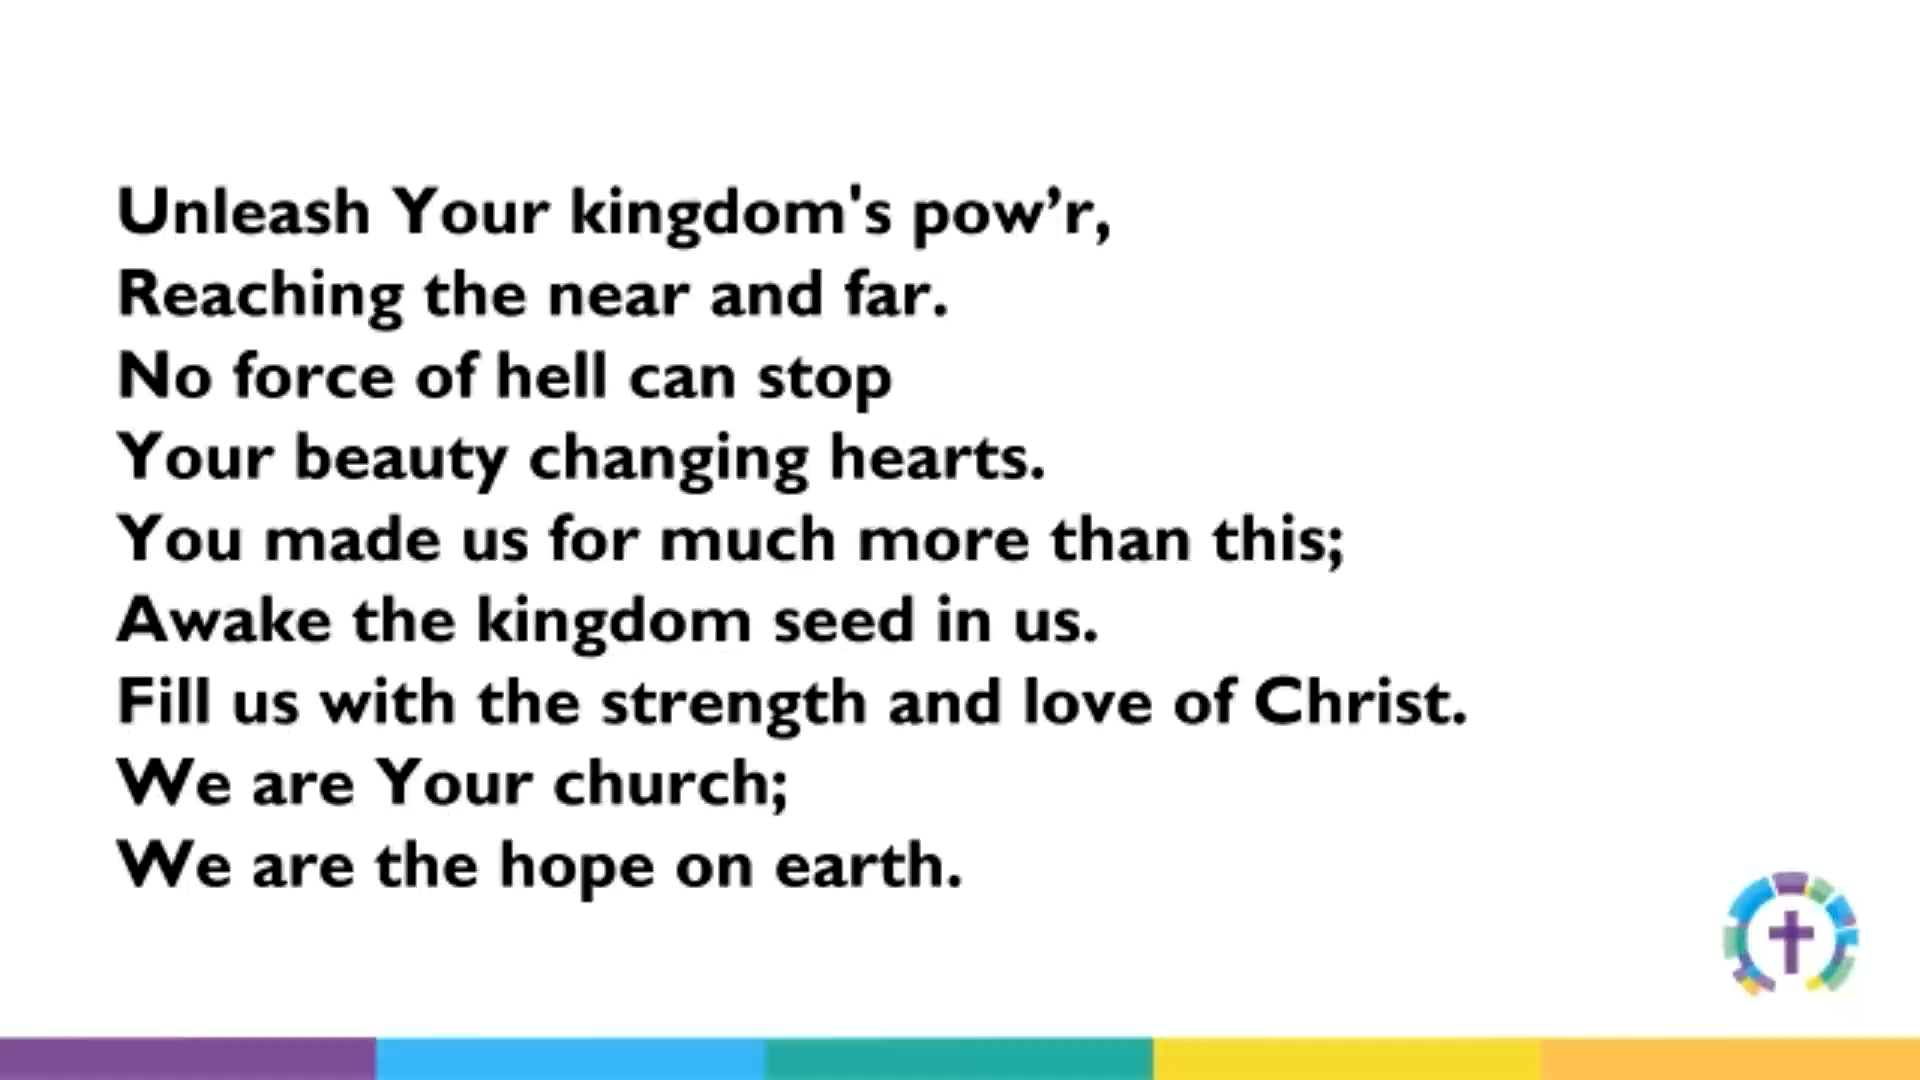 Unleash Your kingdom's pow’r,
Reaching the near and far.
No force of hell can stop
Your beauty changing hearts.
You made us for much more than this;
Awake the kingdom seed in us.
Fill us with the strength and love of Christ.
We are Your church;
We are the hope on earth.